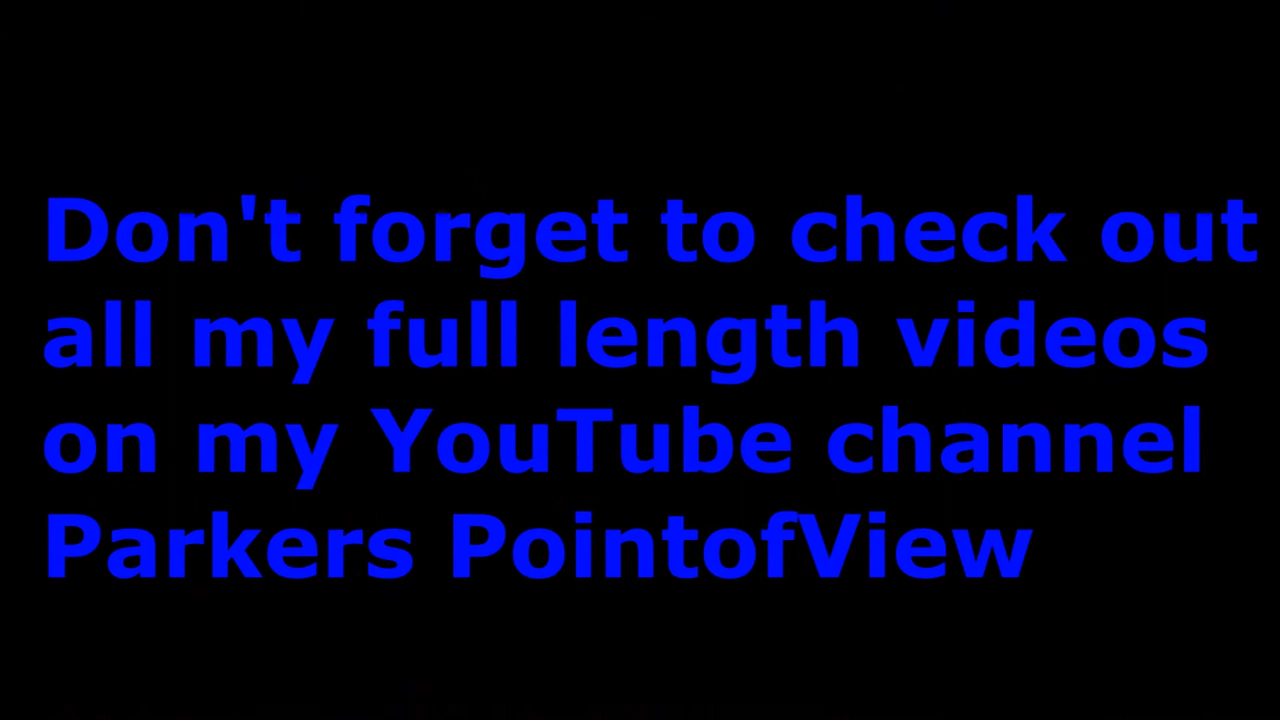 Don't forget to check out
all my full length videos
on my YouTube channel
Parkers PointofView